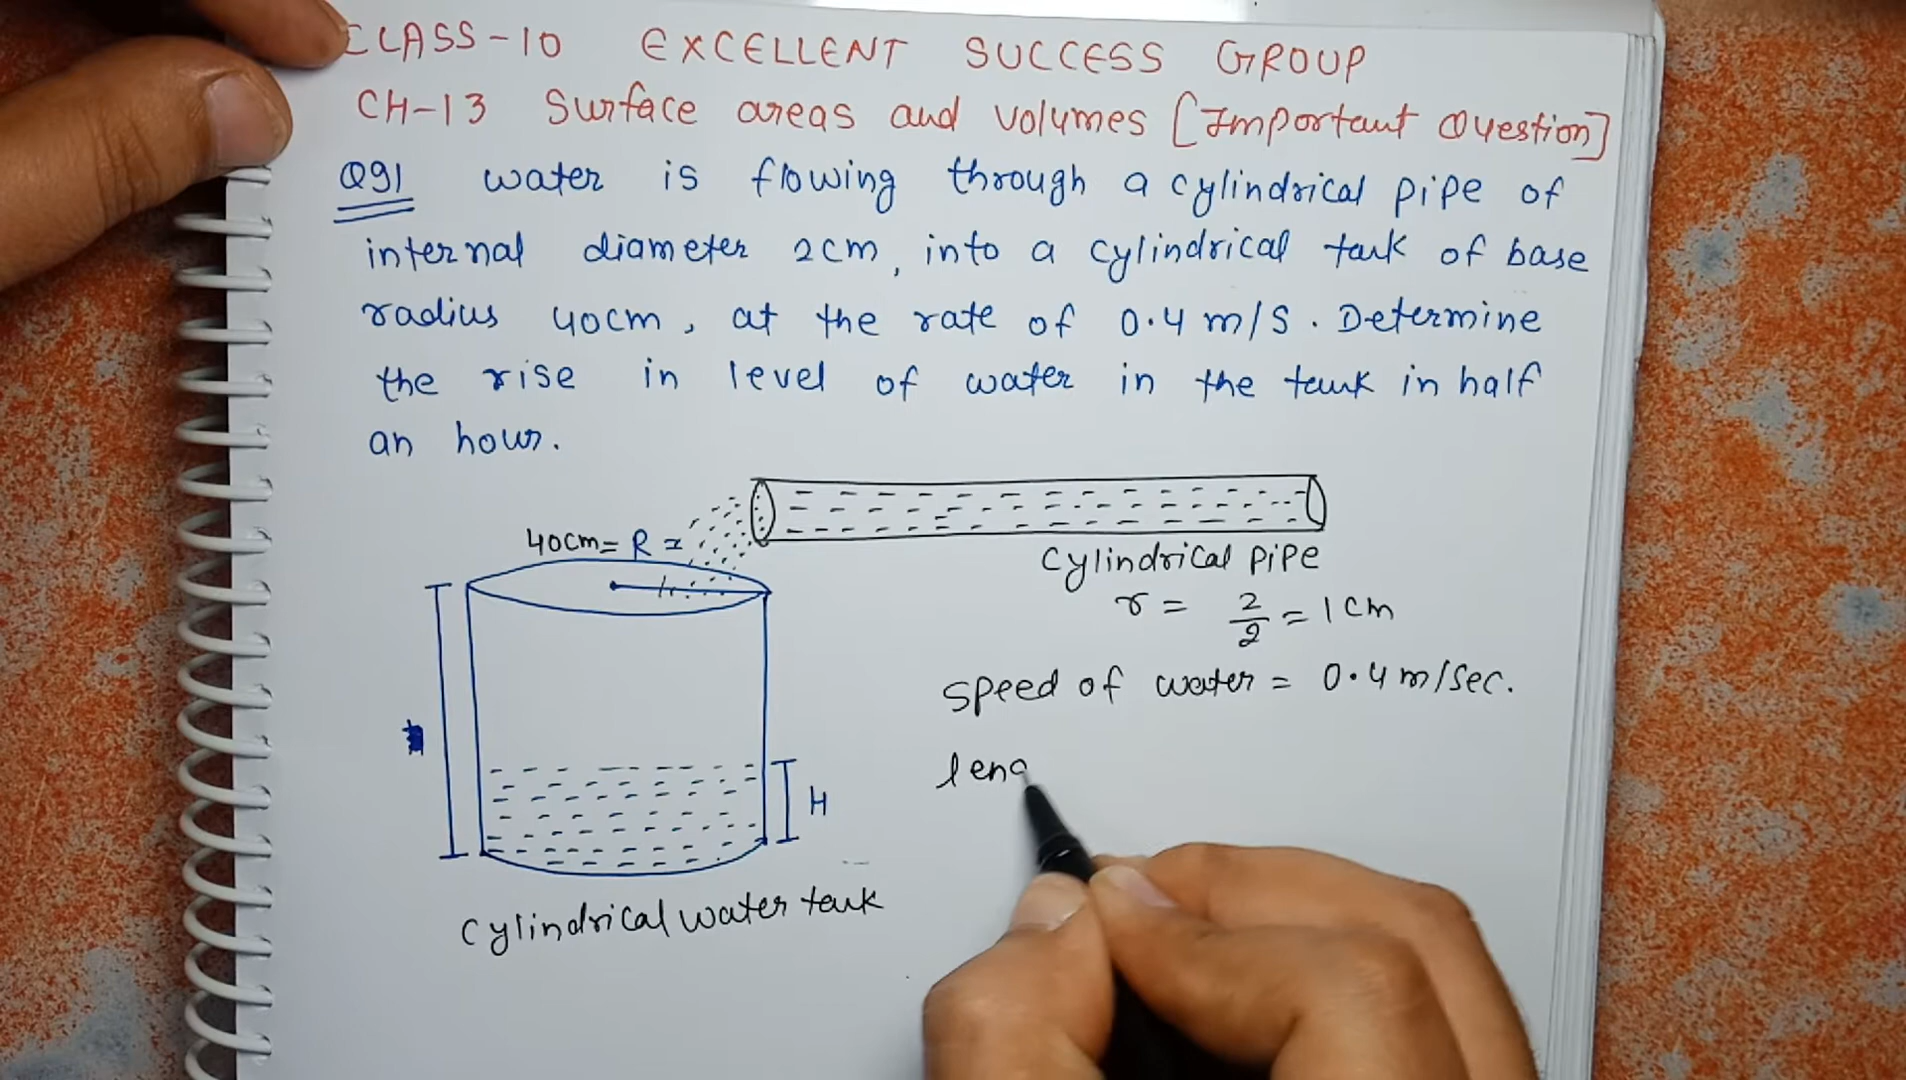 CLASS-10 EXCELLENT SUCCESS GROUP
CH-13 Surface areas and volumes [Important Question]
Q91 water is flowing through a cylindrical pipe of
internal diameter 2cm, into a cylindrical tank of base
radius 40cm, at the rate of 0.4 m/s. Determine
the rise in level of water in the tank in half
an hour.
40cm = R =
cylindrical pipe
r = 2/2 = 1cm
speed of water = 0.4 m/sec.
leng
H
cylindrical water tank